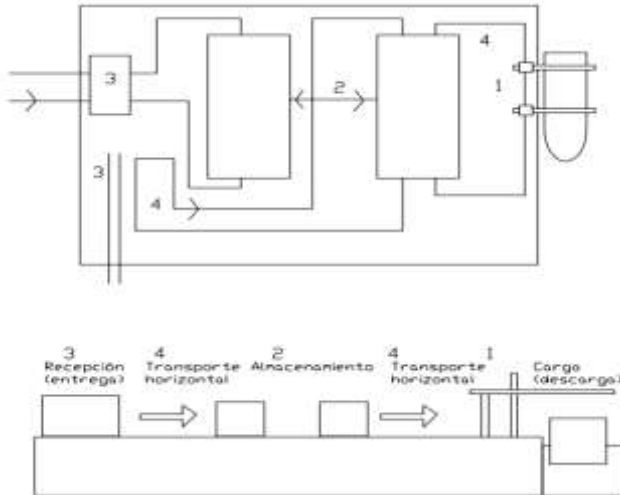 3
4
1
2
3
4
3 4 2 4 1
Recepción Transporte Almacenamiento Transporte Carga
(entrega) horizontal horizontal (descarga)